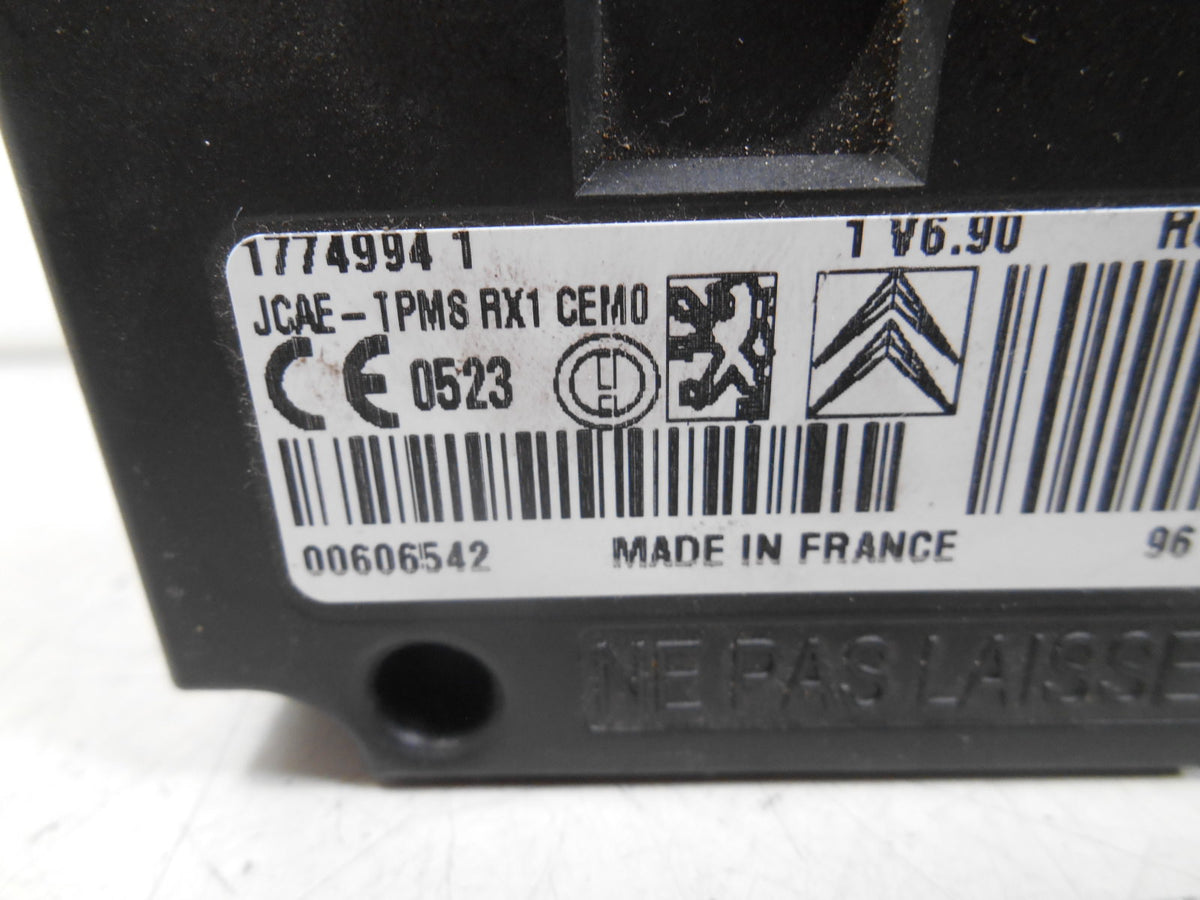 1774994 1 1 V6.90
JCAE-TPMS RX1 CEM0
CE 0523
00606542 MADE IN FRANCE 96
NE PAS LAISSE